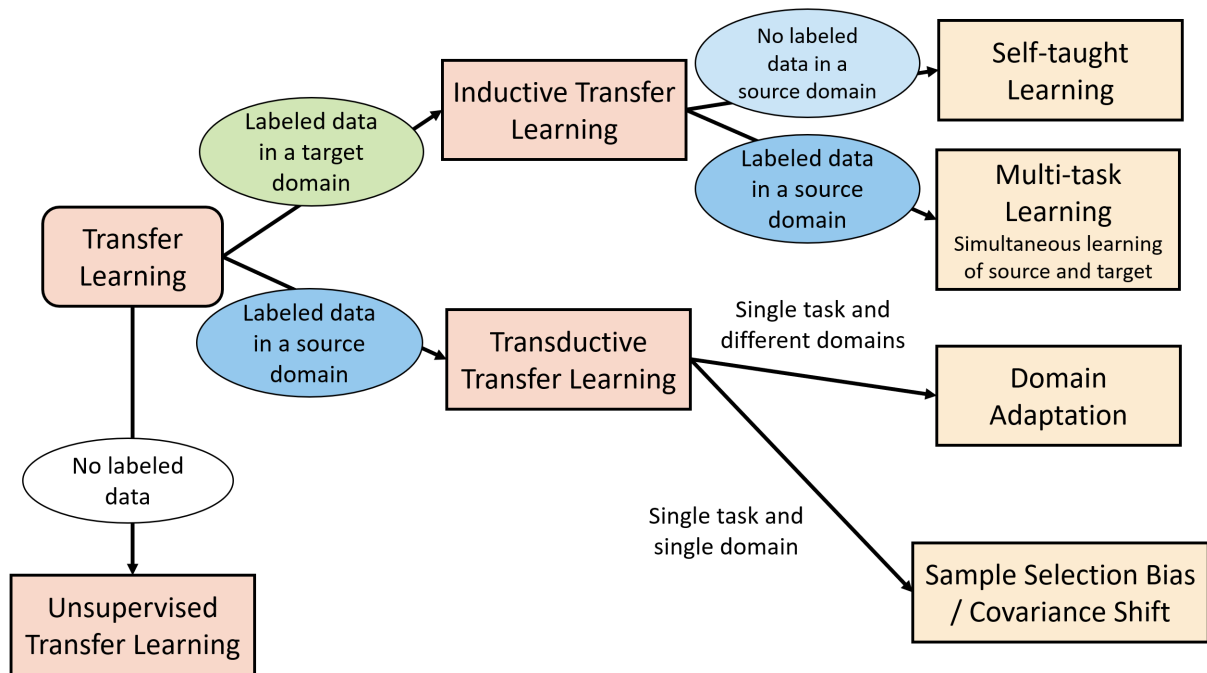 Transfer
Learning
Labeled data
in a target
domain
Inductive Transfer
Learning
No labeled
data in a
source domain
Self-taught
Learning
Labeled data
in a source
domain
Multi-task
Learning
Simultaneous learning
of source and target
Labeled data
in a source
domain
Transductive
Transfer Learning
Single task and
different domains
Domain
Adaptation
Single task and
single domain
Sample Selection Bias
/ Covariance Shift
No labeled
data
Unsupervised
Transfer Learning